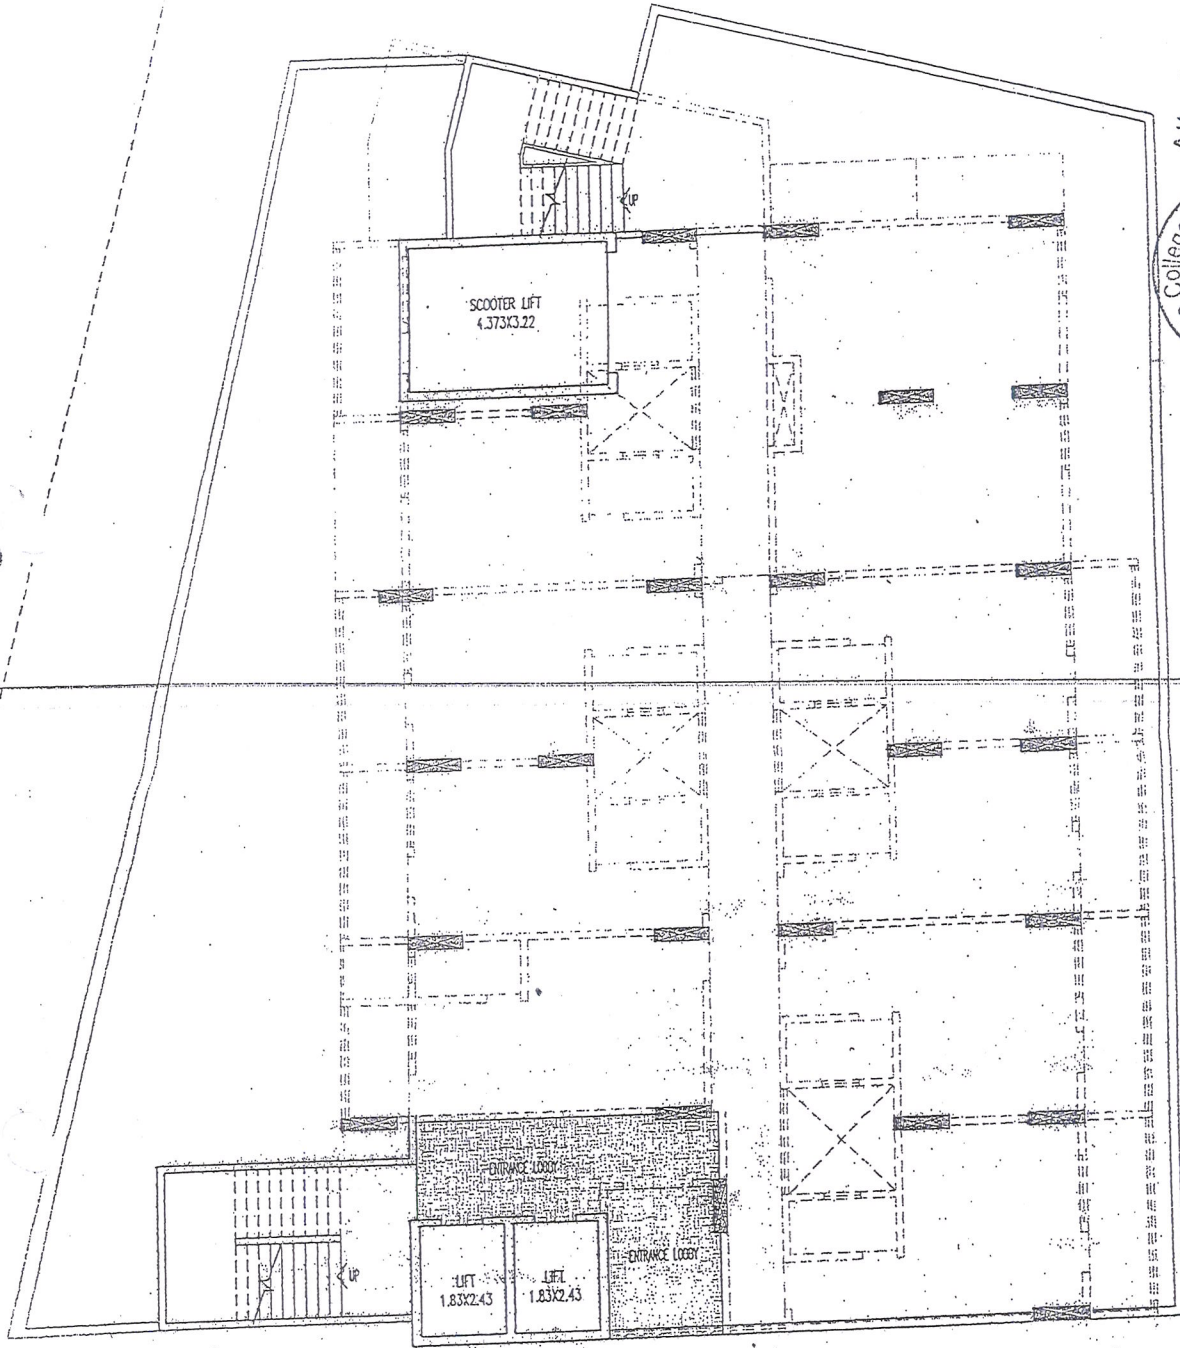 UP
Colleg
SCOOTER LIFT
4.373X3.22
ENTRANCE LOBBY
ENTRANCE LOBBY
UP
LIFT
1.83X2.43
LIFT
1.83X2.43